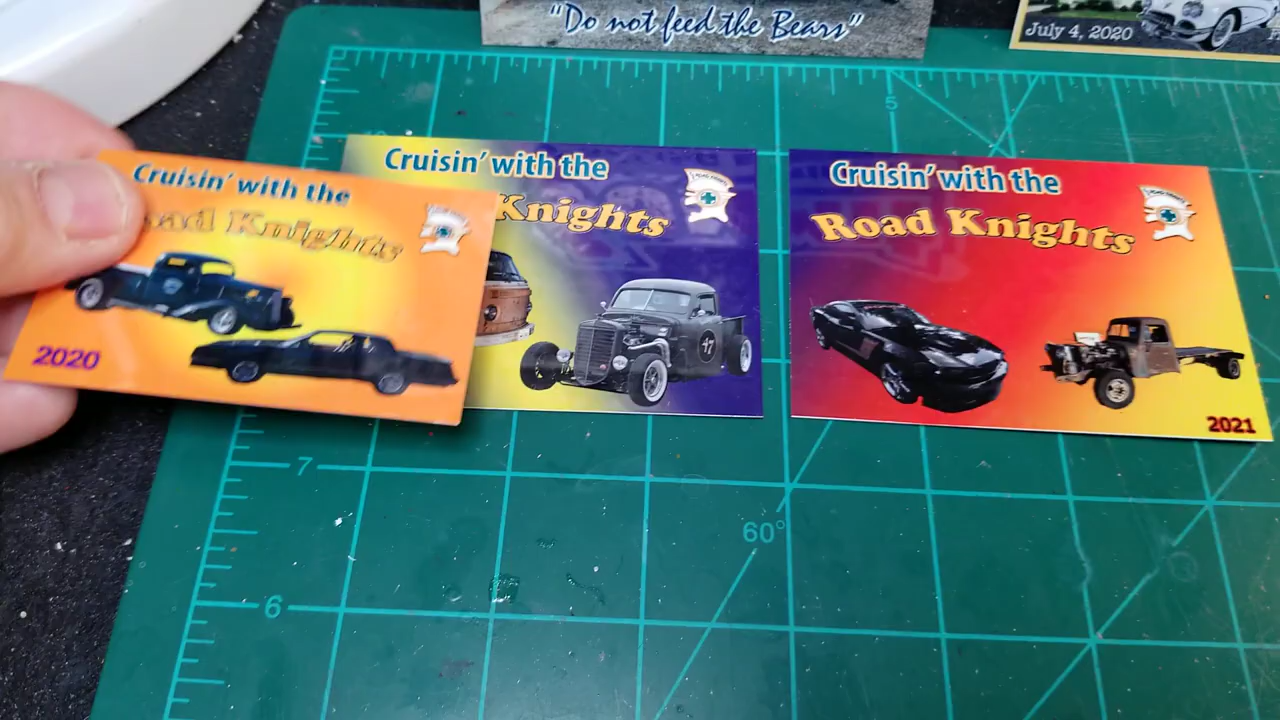 "Do not feed the Bears"
July 4, 2020
5
Cruisin' with the
Road Knights
2020
Cruisin' with the
Knights
17
Cruisin' with the
Road Knights
2021
7
60°
6